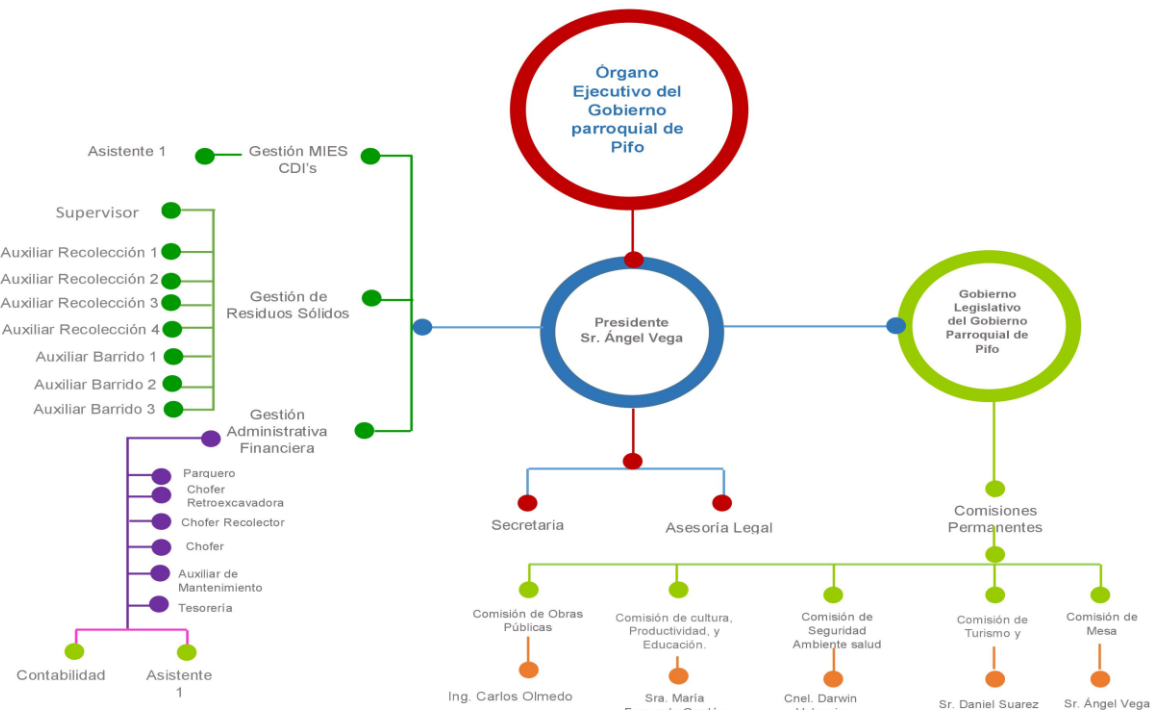 Órgano
Ejecutivo del
Gobierno
parroquial de
Pifo
Asistente 1
Gestión MIES
CDI's
Supervisor
Auxiliar Recolección 1
Auxiliar Recolección 2
Auxiliar Recolección 3
Auxiliar Recolección 4
Auxiliar Barrido 1
Auxiliar Barrido 2
Auxiliar Barrido 3
Gestión de
Residuos Sólidos
Gestión
Administrativa
Financiera
Parquero
Chofer
Retroexcavadora
Chofer Recolector
Chofer
Auxiliar de
Mantenimiento
Tesorería
Contabilidad
Asistente
1
Presidente
Sr. Ángel Vega
Secretaria
Asesoría Legal
Gobierno
Legislativo
del Gobierno
Parroquial de
Pifo
Comisiones
Permanentes
Comisión de Obras
Públicas
Ing. Carlos Olmedo
Comisión de cultura,
Productividad, y
Educación.
Sra. María
Comisión de
Seguridad
Ambiente salud
Cnel. Darwin
Comisión de
Turismo y
Sr. Daniel Suarez
Comisión de
Mesa
Sr. Ángel Vega